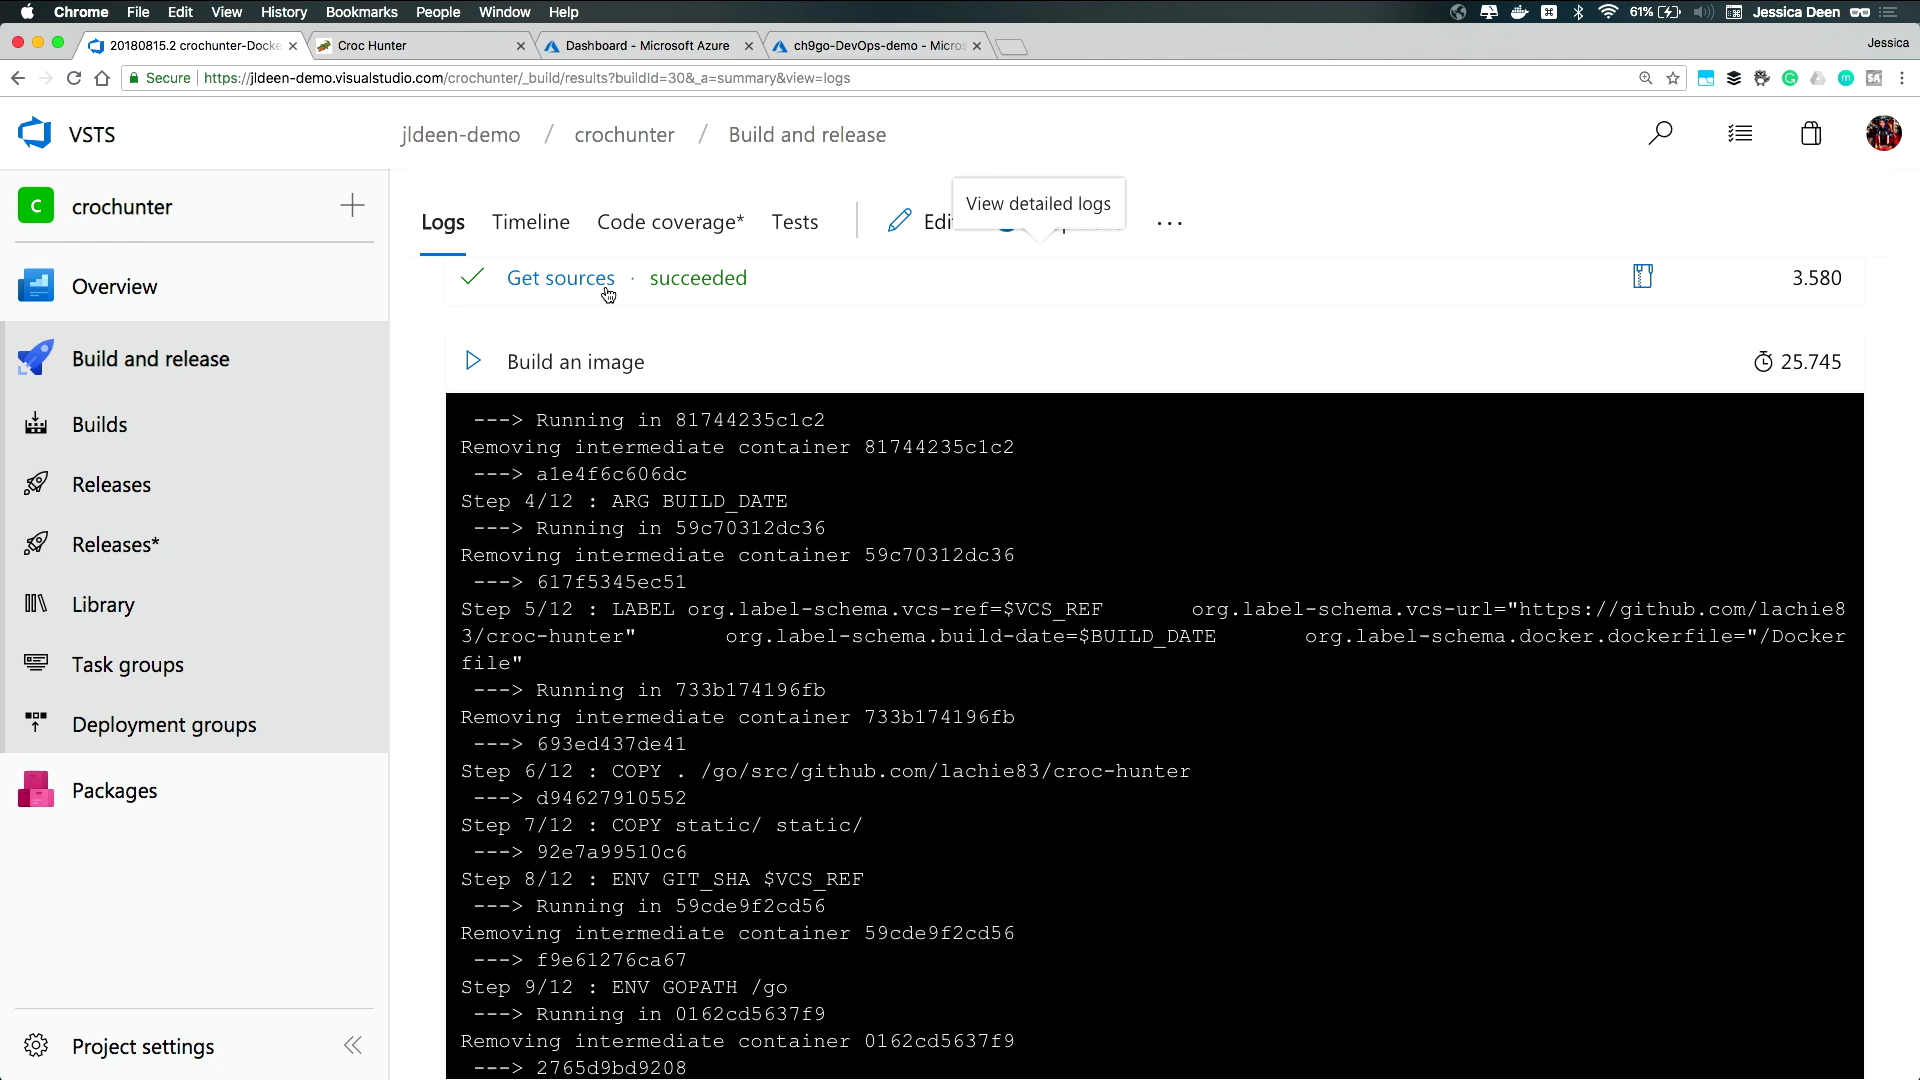 Chrome File Edit View History Bookmarks People Window Help 61% Jessica Deen
20180815.2 crochunter-Docke Croc Hunter Dashboard - Microsoft Azure ch9go-DevOps-demo - Micros Jessica
Secure https://jldeen-demo.visualstudio.com/crochunter/_build/results?buildId=30&_a=summary&view=logs
VSTS jldeen-demo / crochunter / Build and release
C crochunter
View detailed logs
Logs Timeline Code coverage* Tests Edi ...
Get sources · succeeded 3.580
Overview
Build and release
Build an image 25.745
Builds
Releases
Releases*
Library
Task groups
Deployment groups
Packages
Project settings
---> Running in 81744235c1c2
Removing intermediate container 81744235c1c2
---> a1e4f6c606dc
Step 4/12 : ARG BUILD_DATE
---> Running in 59c70312dc36
Removing intermediate container 59c70312dc36
---> 617f5345ec51
Step 5/12 : LABEL org.label-schema.vcs-ref=$VCS_REF org.label-schema.vcs-url="https://github.com/lachie8
3/croc-hunter" org.label-schema.build-date=$BUILD_DATE org.label-schema.docker.dockerfile="/Docker
file"
---> Running in 733b174196fb
Removing intermediate container 733b174196fb
---> 693ed437de41
Step 6/12 : COPY . /go/src/github.com/lachie83/croc-hunter
---> d94627910552
Step 7/12 : COPY static/ static/
---> 92e7a99510c6
Step 8/12 : ENV GIT_SHA $VCS_REF
---> Running in 59cde9f2cd56
Removing intermediate container 59cde9f2cd56
---> f9e61276ca67
Step 9/12 : ENV GOPATH /go
---> Running in 0162cd5637f9
Removing intermediate container 0162cd5637f9
---> 2765d9bd9208